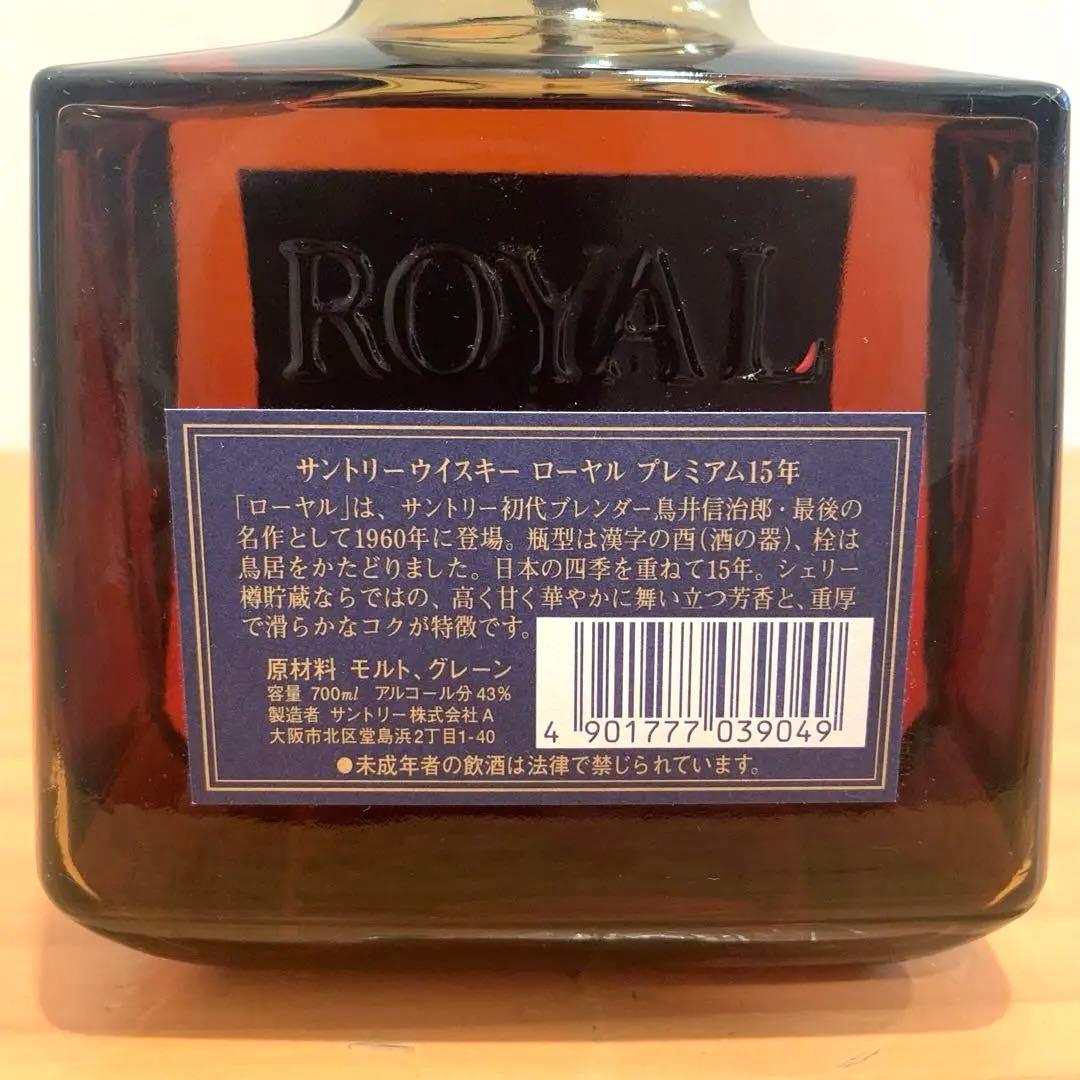 ROYAL
サントリーウイスキー ローヤル プレミアム15年
「ローヤル」は、サントリー初代ブレンダー鳥井信治郎・最後の
名作として1960年に登場。瓶型は漢字の酉(酒の器)、栓は
鳥居をかたどりました。日本の四季を重ねて15年。シェリー
樽貯蔵ならではの、高く甘く華やかに舞い立つ芳香と、重厚
で滑らかなコクが特徴です。
原材料 モルト、グレーン
容量 700ml アルコール分 43%
製造者 サントリー株式会社 A
大阪市北区堂島浜2丁目1-40
4 901777 039049
●未成年者の飲酒は法律で禁じられています。